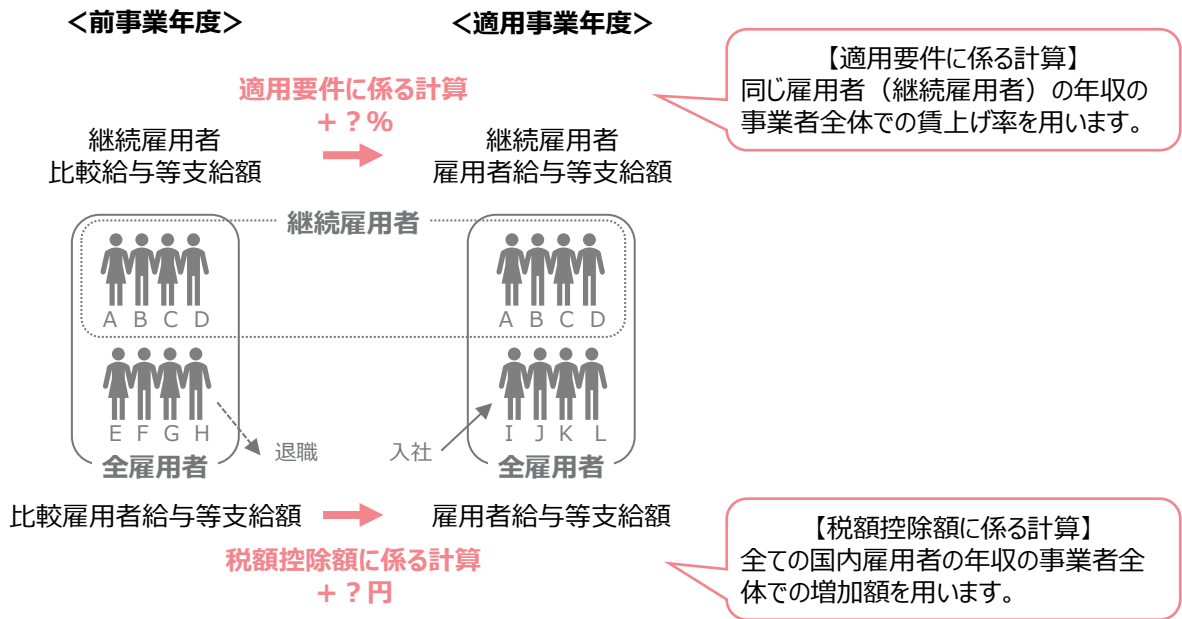 ＜前事業年度＞
＜適用事業年度＞
適用要件に係る計算
+？%
継続雇用者
比較給与等支給額
継続雇用者
雇用者給与等支給額
【適用要件に係る計算】
同じ雇用者（継続雇用者）の年収の
事業者全体での賃上げ率を用います。
継続雇用者
A B C D
A B C D
E F G H
I J K L
退職
入社
全雇用者
全雇用者
比較雇用者給与等支給額
雇用者給与等支給額
税額控除額に係る計算
+？円
【税額控除額に係る計算】
全ての国内雇用者の年収の事業者全
体での増加額を用います。